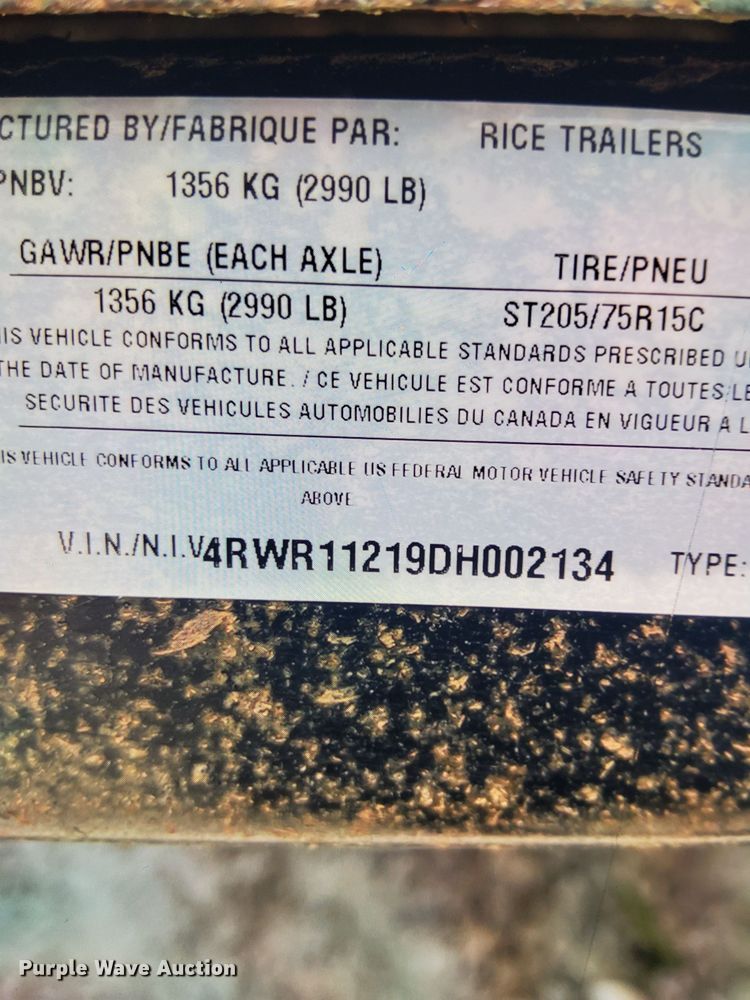 CTURED BY/FABRIQUE PAR: RICE TRAILERS
PNBV: 1356 KG (2990 LB)
GAWR/PNBE (EACH AXLE) TIRE/PNEU
1356 KG (2990 LB) ST205/75R15C
IS VEHICLE CONFORMS TO ALL APPLICABLE STANDARDS PRESCRIBED U
THE DATE OF MANUFACTURE. / CE VEHICULE EST CONFORME A TOUTES LE
SECURITE DES VEHICULES AUTOMOBILIES DU CANADA EN VIGUEUR A L
IS VEHICLE CONFORMS TO ALL APPLICABLE US FEDERAL MOTOR VEHICLE SAFETY STANDA
ABOVE
V.I.N./N.I.V 4RWR11219DH002134 TYPE:
Purple Wave Auction